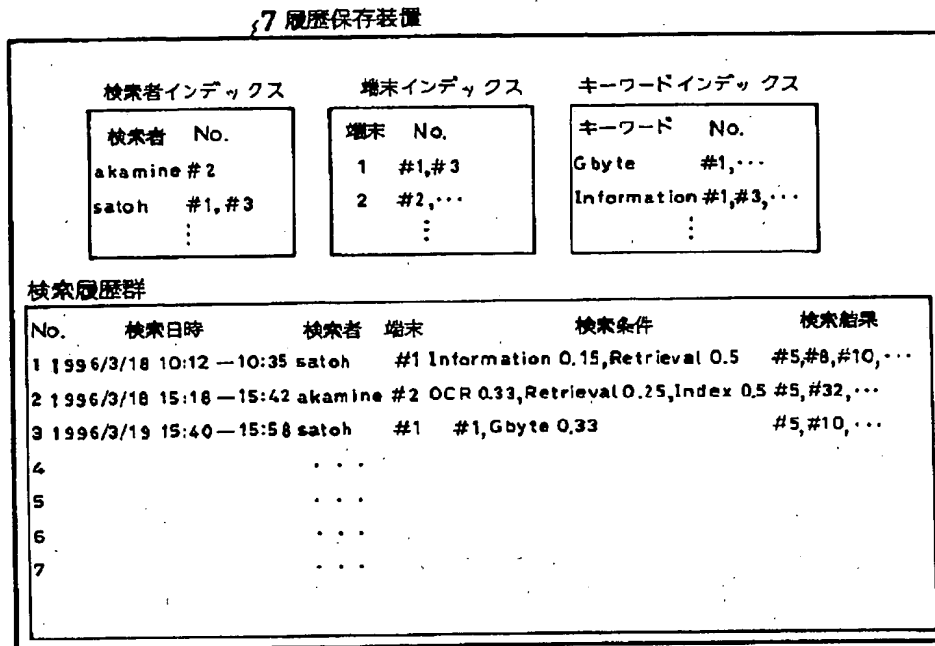 7 履歴保存装置
検索者インデックス
検索者 No.
akamine #2
satoh #1,#3
⋮
端末インデックス
端末 No.
1 #1,#3
2 #2,···
⋮
キーワードインデックス
キーワード No.
Gbyte #1,···
Information #1,#3,···
⋮
検索履歴群
No. 検索日時 検索者 端末 検索条件 検索結果
1 1996/3/18 10:12 — 10:35 satoh #1 Information 0.15,Retrieval 0.5 #5,#8,#10,···
2 1996/3/18 15:18 — 15:42 akamine #2 OCR 0.33,Retrieval 0.25,Index 0.5 #5,#32,···
3 1996/3/19 15:40 — 15:58 satoh #1 #1,Gbyte 0.33 #5,#10,···
4 ···
5 ···
6 ···
7 ···